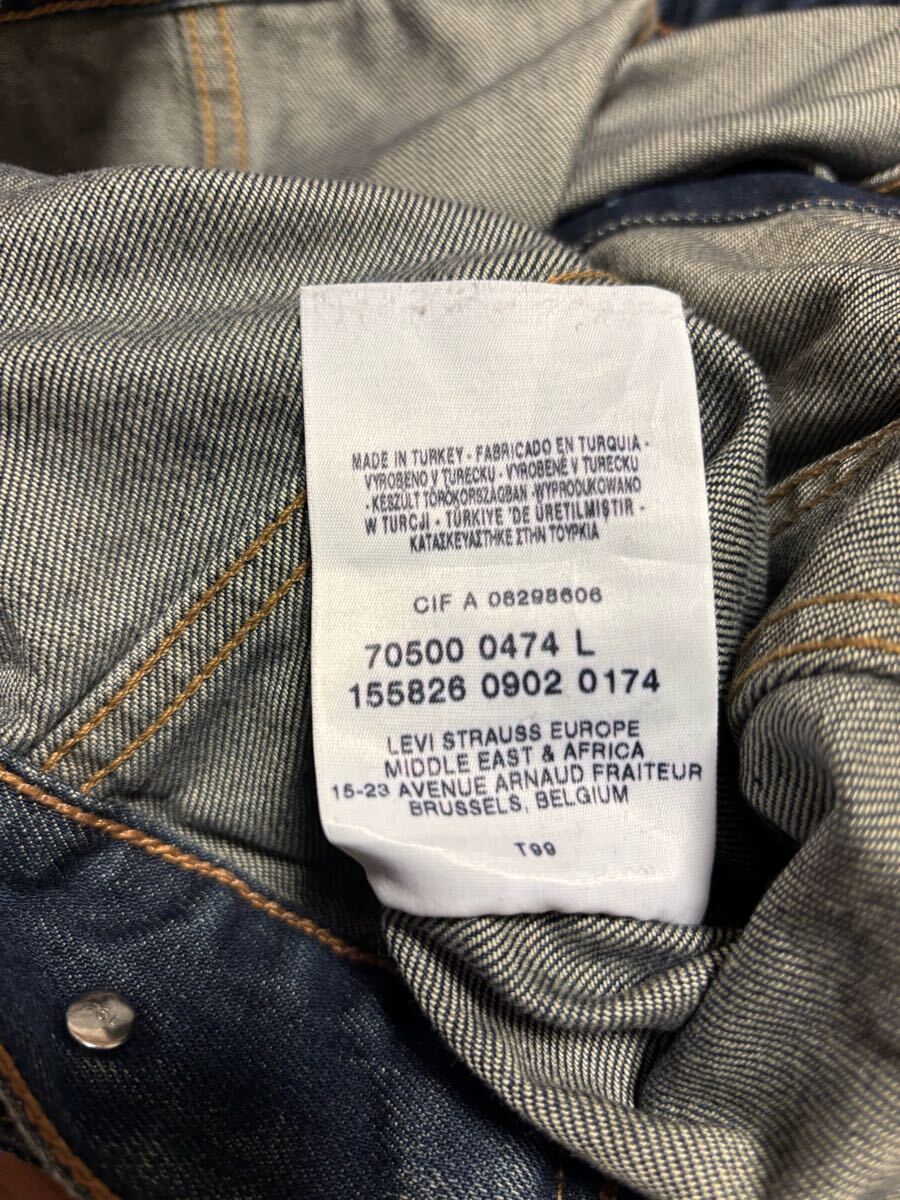 MADE IN TURKEY - FABRICADO EN TURQUIA -
VYROBENO V TURECKU - VYROBENÉ V TURECKU
- KÉSZÜLT TÖRÖKORSZÁGBAN - WYPRODUKOWANO
W TURCJI - TÜRKIYE 'DE ÜRETILMIŞTIR -
ΚΑΤΑΣΚΕΥΑΣΤΗΚΕ ΣΤΗΝ ΤΟΥΡΚΙΑ
CIF A 08298606
70500 0474 L
155826 0902 0174
LEVI STRAUSS EUROPE
MIDDLE EAST & AFRICA
15-23 AVENUE ARNAUD FRAITEUR
BRUSSELS, BELGIUM
T99